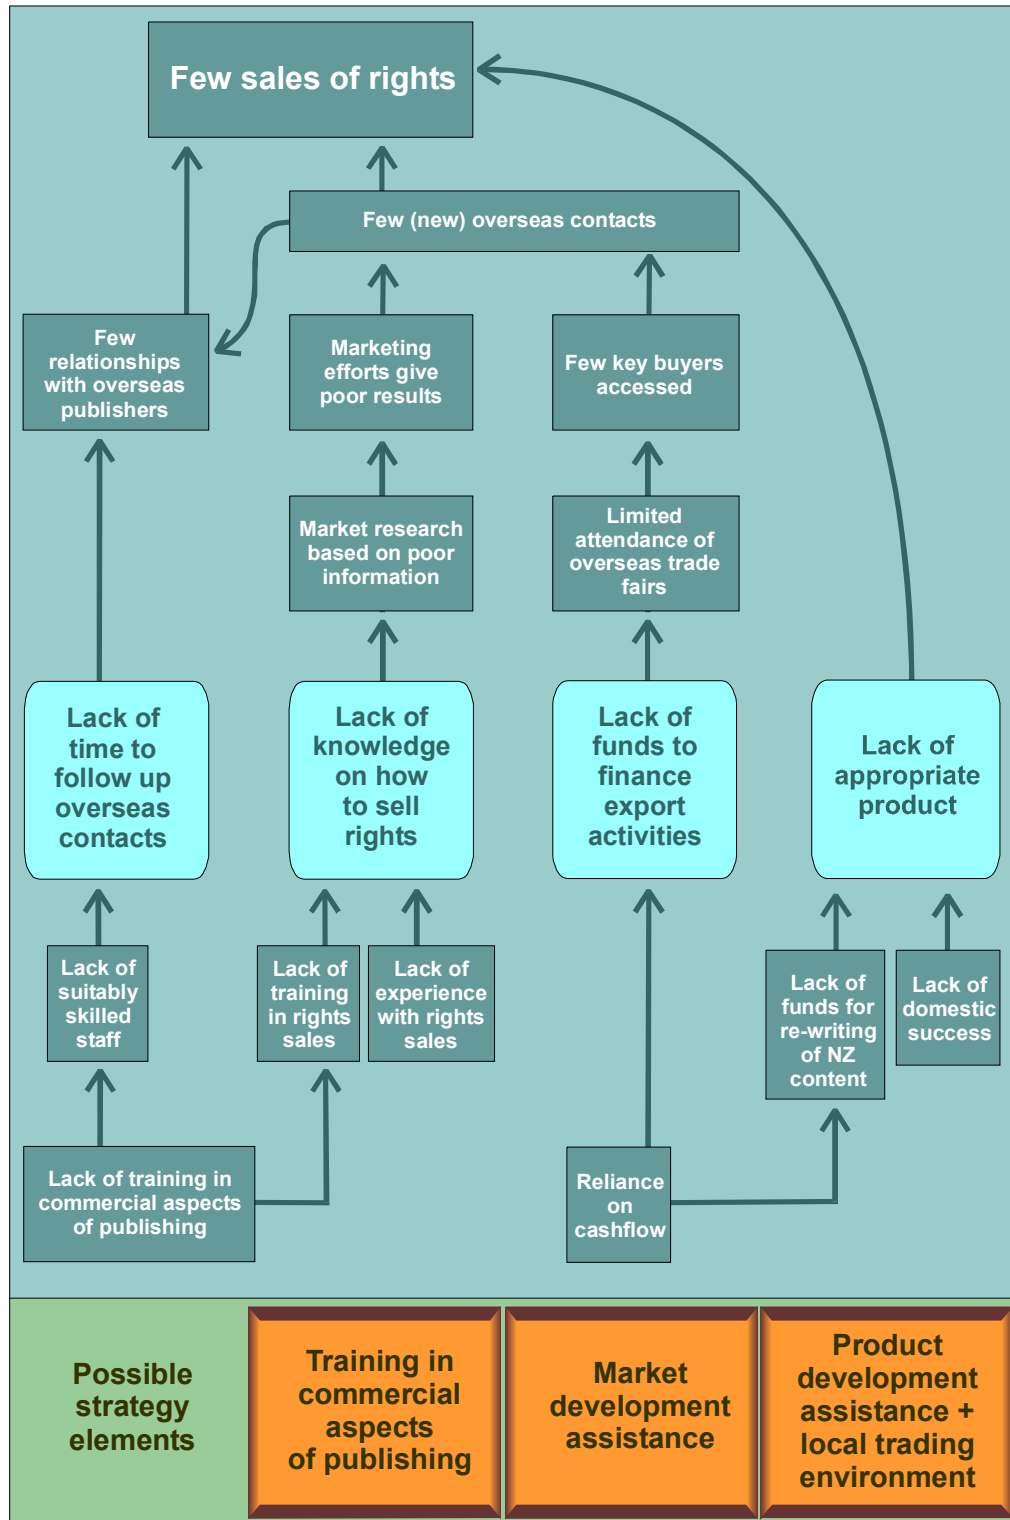 Few sales of rights
Few (new) overseas contacts
Few
relationships
with overseas
publishers
Marketing
efforts give
poor results
Few key buyers
accessed
Market research
based on poor
information
Limited
attendance of
overseas trade
fairs
Lack of
time to
follow up
overseas
contacts
Lack of
knowledge
on how
to sell
rights
Lack of
funds to
finance
export
activities
Lack of
appropriate
product
Lack of
suitably
skilled
staff
Lack of
training
in rights
sales
Lack of
experience
with rights
sales
Lack of
funds for
re-writing
of NZ
content
Lack of
domestic
success
Lack of training in
commercial aspects
of publishing
Reliance
on
cashflow
Possible
strategy
elements
Training in
commercial
aspects
of publishing
Market
development
assistance
Product
development
assistance +
local trading
environment